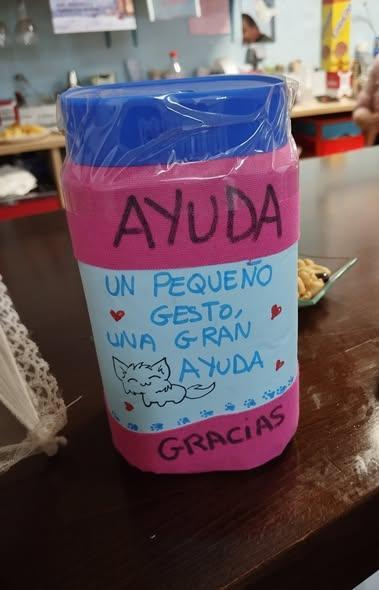 AYUDA
UN PEQUEÑO
GESTO,
UNA GRAN
AYUDA
GRACIAS